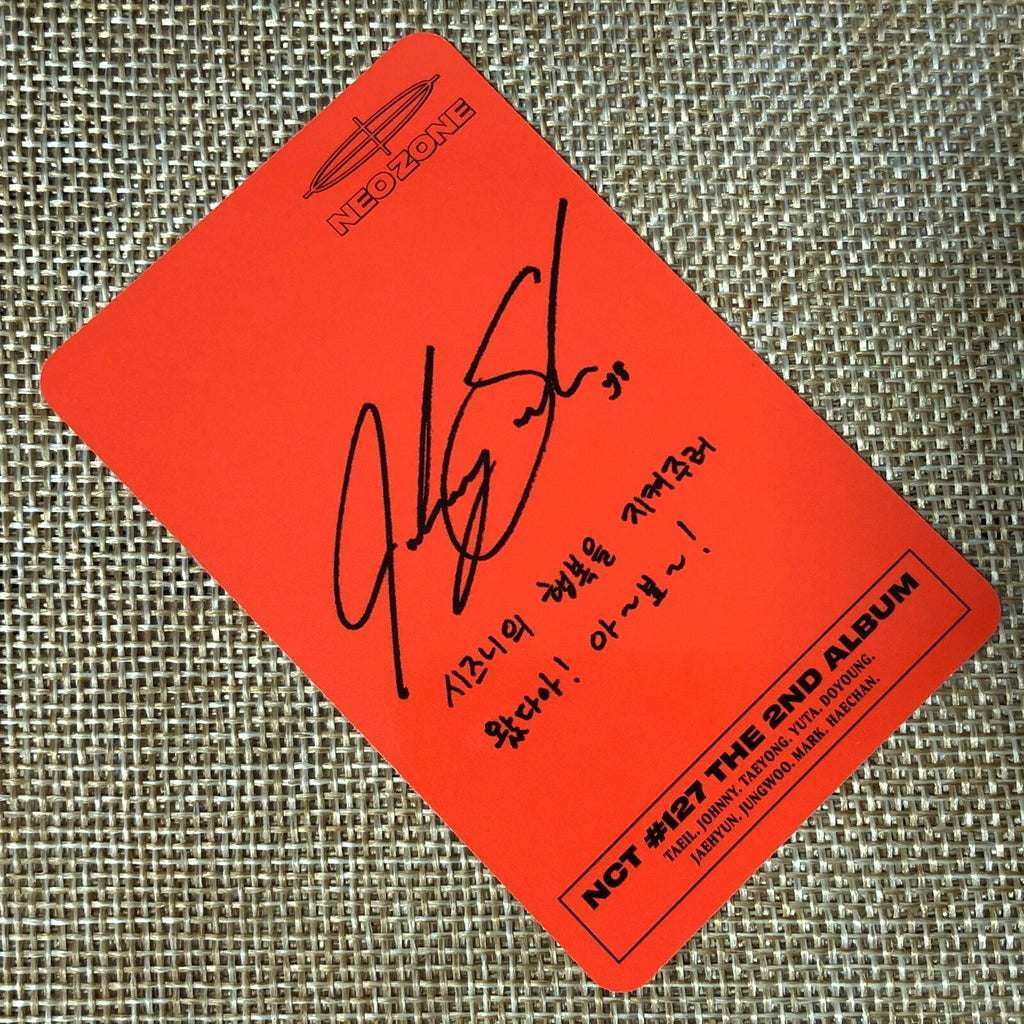 NEO ZONE
Johnny Suh
시즈니의 행복을 지켜주러
왔다아! 아~보~!
NCT #127 THE 2ND ALBUM
TAEIL. JOHNNY. TAEYONG. YUTA. DOYOUNG.
JAEHYUN. JUNGWOO. MARK. HAECHAN.